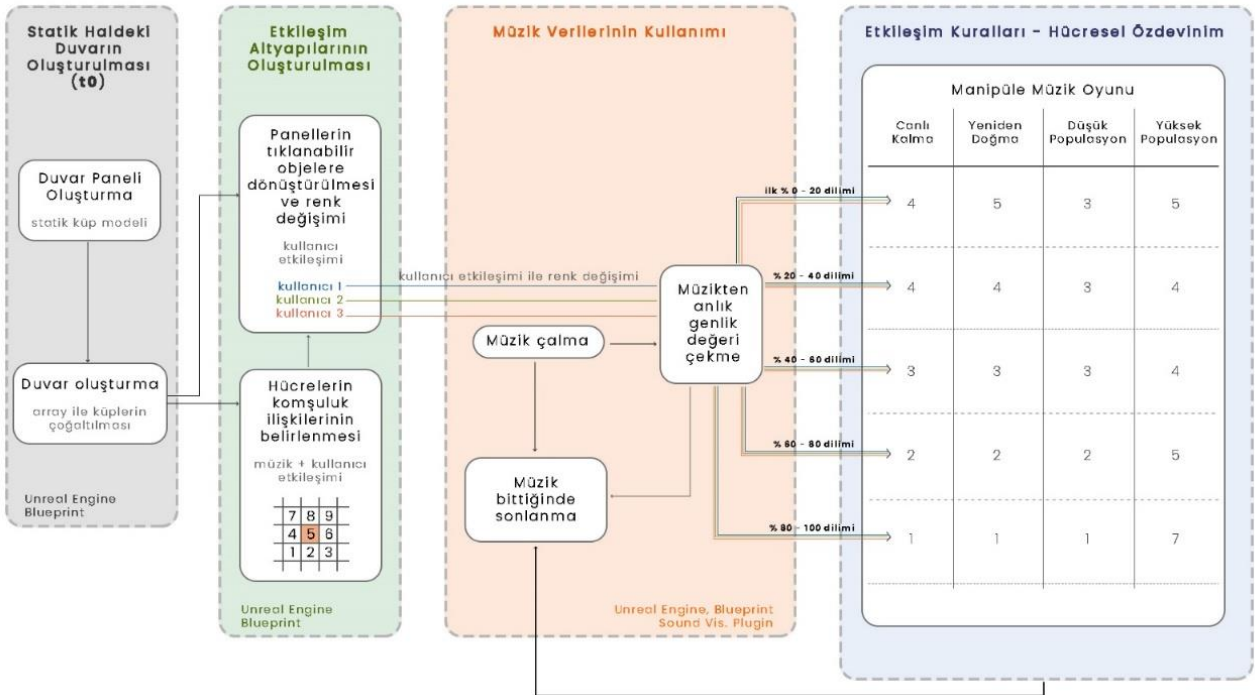 Statik Haldeki
Duvarın
Oluşturulması
(t0)
Duvar Paneli
Oluşturma
statik küp modeli
Duvar oluşturma
array ile küplerin
çoğaltılması
Unreal Engine
Blueprint
Etkileşim
Altyapılarının
Oluşturulması
Panellerin
tıklanabilir
objelere
dönüştürülmesi
ve renk
değişimi
kullanıcı
etkileşimi
kullanıcı 1
kullanıcı 2
kullanıcı 3
Hücrelerin
komşuluk
ilişkilerinin
belirlenmesi
müzik + kullanıcı
etkileşimi
7 8 9
4 5 6
1 2 3
Unreal Engine
Blueprint
Müzik Verilerinin Kullanımı
kullanıcı etkileşimi ile renk değişimi
Müzik çalma
Müzikten
anlık
genlik
değeri
çekme
Müzik
bittiğinde
sonlanma
Unreal Engine, Blueprint
Sound Vis. Plugin
Etkileşim Kuralları - Hücresel Özdevinim
Manipüle Müzik Oyunu
Canlı Kalma Yeniden Doğma Düşük Populasyon Yüksek Populasyon
ilk % 0 - 20 dilimi 4 5 3 5
% 20 - 40 dilimi 4 4 3 4
% 40 - 60 dilimi 3 3 3 4
% 60 - 80 dilimi 2 2 2 5
% 80 - 100 dilimi 1 1 1 7